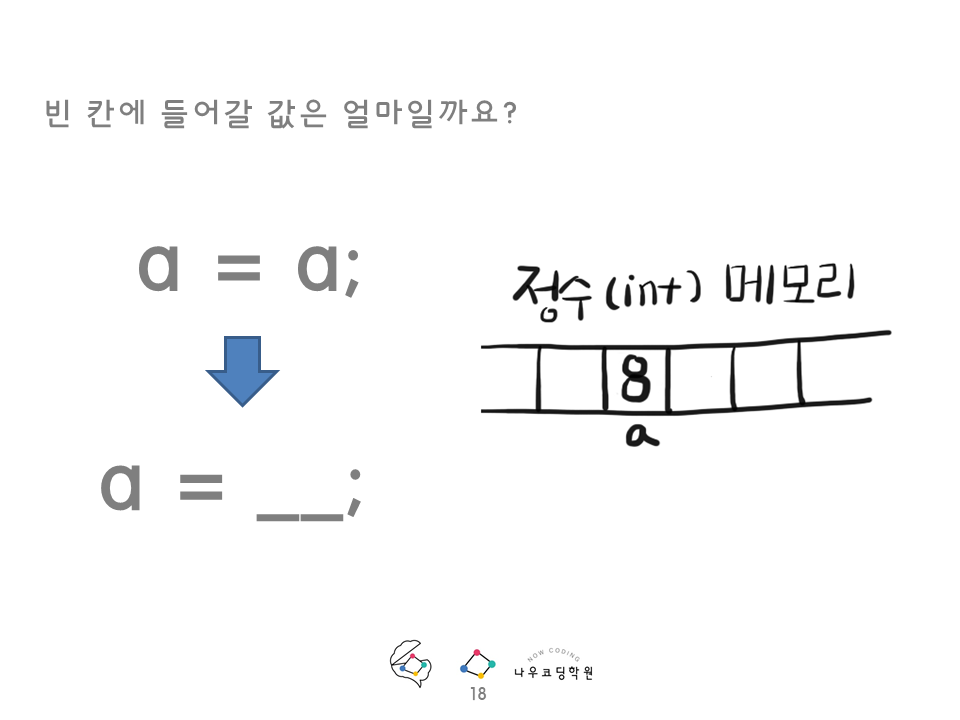 빈 칸에 들어갈 값은 얼마일까요?
a = a;
a = __;
정수(int) 메모리
8
a
NOW CODING
나우코딩학원
18